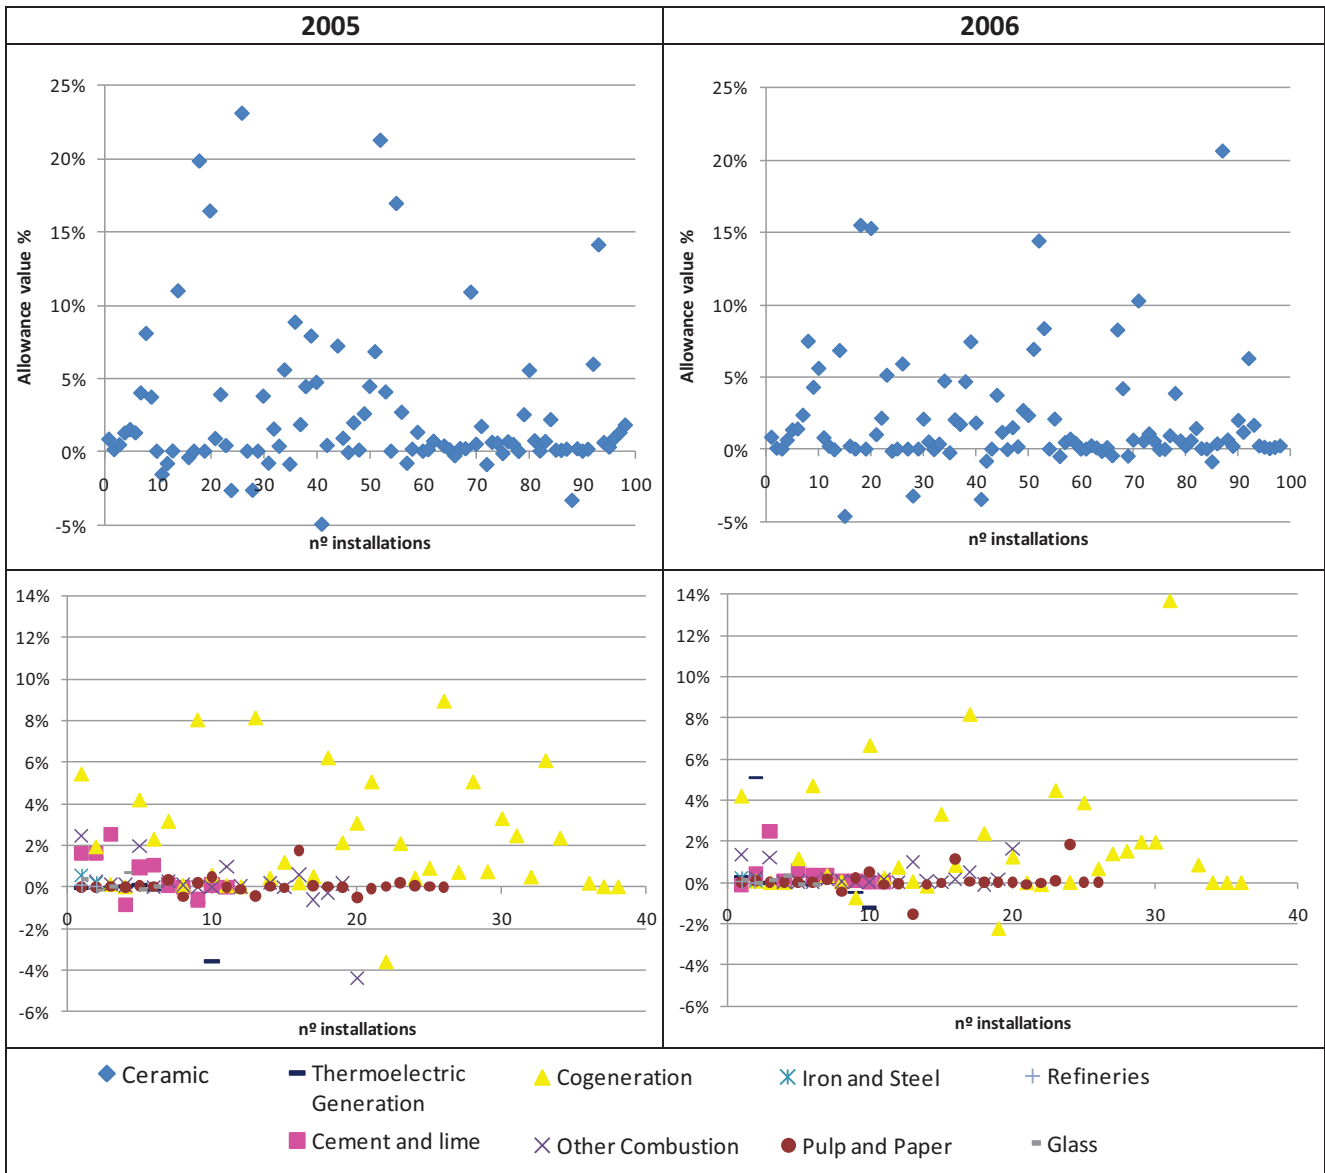 2005
2006
25%
20%
15%
10%
5%
0%
-5%
Allowance value %
0 10 20 30 40 50 60 70 80 90 100
nº installations
25%
20%
15%
10%
5%
0%
-5%
Allowance value %
0 10 20 30 40 50 60 70 80 90 100
nº installations
14%
12%
10%
8%
6%
4%
2%
0%
-2%
-4%
-6%
0 10 20 30 40
nº installations
14%
12%
10%
8%
6%
4%
2%
0%
-2%
-4%
-6%
0 10 20 30 40
nº installations
Ceramic
Thermoelectric
Generation
Cogeneration
Iron and Steel
Refineries
Cement and lime
Other Combustion
Pulp and Paper
Glass